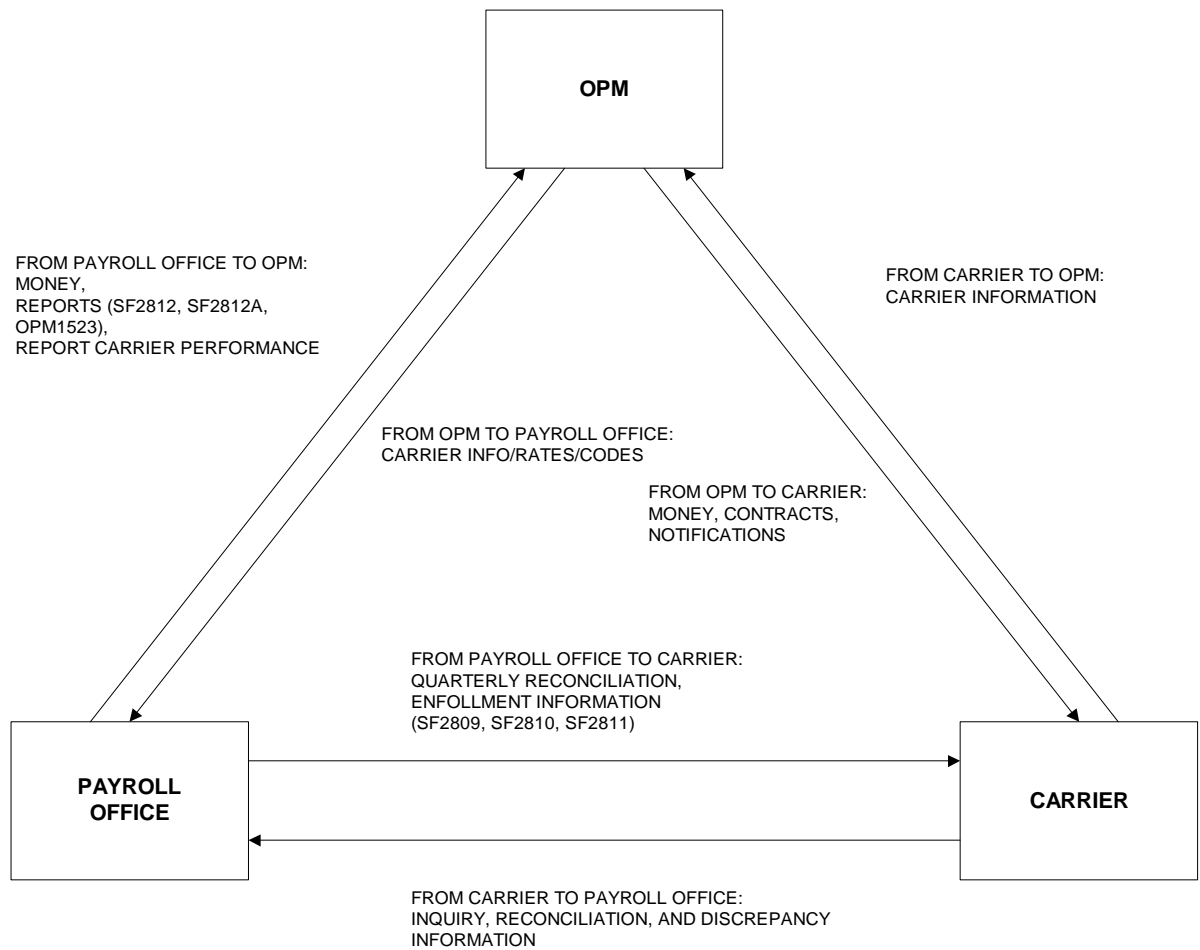 OPM
FROM PAYROLL OFFICE TO OPM:
MONEY,
REPORTS (SF2812, SF2812A,
OPM1523),
REPORT CARRIER PERFORMANCE
FROM CARRIER TO OPM:
CARRIER INFORMATION
FROM OPM TO PAYROLL OFFICE:
CARRIER INFO/RATES/CODES
FROM OPM TO CARRIER:
MONEY, CONTRACTS,
NOTIFICATIONS
FROM PAYROLL OFFICE TO CARRIER:
QUARTERLY RECONCILIATION,
ENFOLLMENT INFORMATION
(SF2809, SF2810, SF2811)
PAYROLL
OFFICE
CARRIER
FROM CARRIER TO PAYROLL OFFICE:
INQUIRY, RECONCILIATION, AND DISCREPANCY
INFORMATION